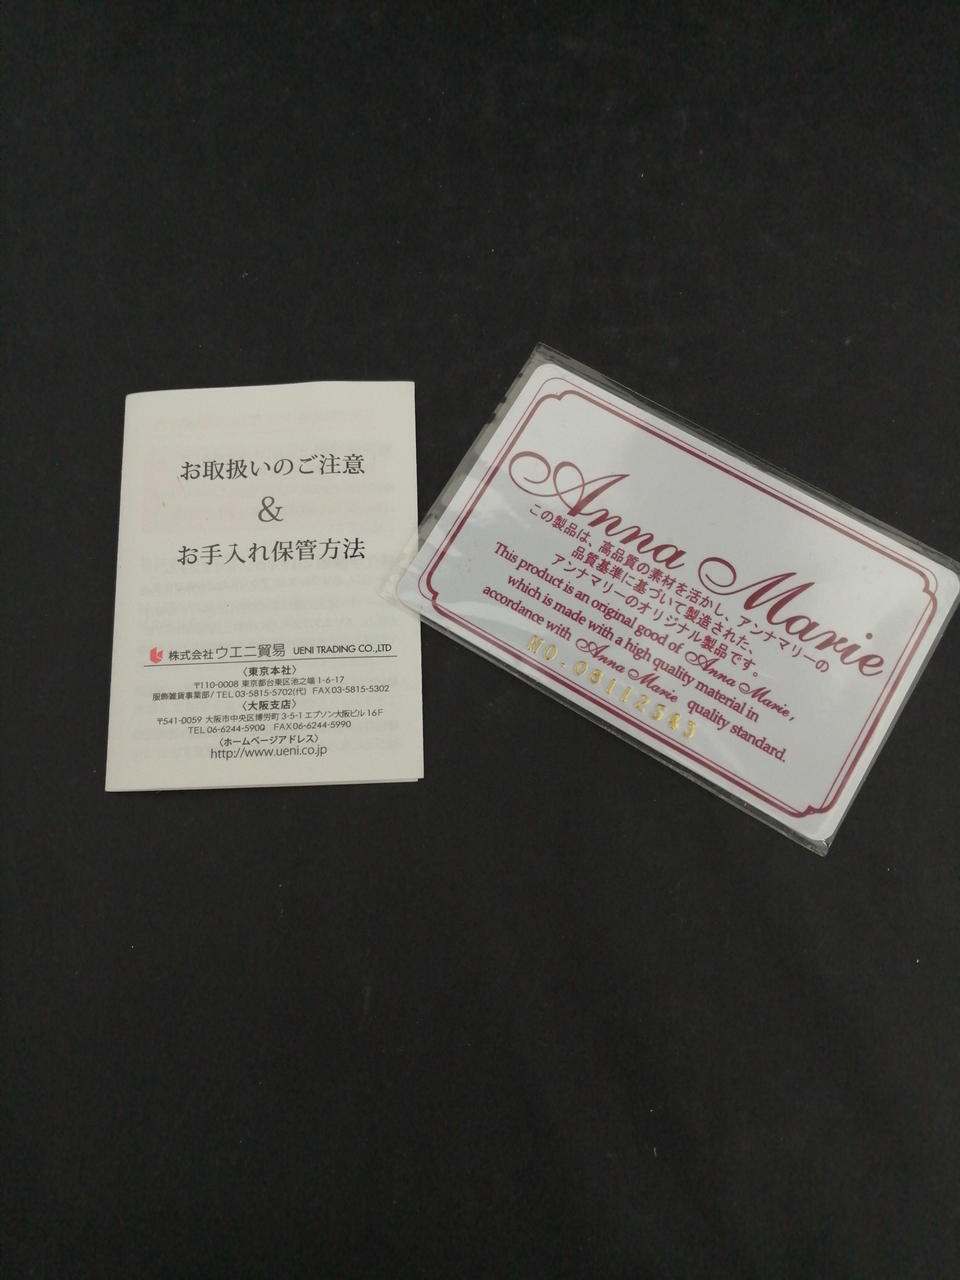 お取扱いのご注意
&
お手入れ保管方法
株式会社 ウエニ貿易 UENI TRADING CO.,LTD
〈東京本社〉
〒110-0008 東京都台東区池之端 1-6-17
服飾雑貨事業部/ TEL 03-5815-5702(代) FAX 03-5815-5302
〈大阪支店〉
〒541-0059 大阪市中央区博労町 3-5-1 エプソン大阪ビル 16F
TEL 06-6244-5900 FAX 06-6244-5990
〈ホームページアドレス〉
http://www.ueni.co.jp
Anna Marie
この製品は、高品質の素材を活かし、アンナマリーの
品質基準に基づいて製造された、
アンナマリーのオリジナル製品です。
This product is an original good of Anna Marie,
which is made with a high quality material in
accordance with Anna Marie quality standard.
NO.03112543